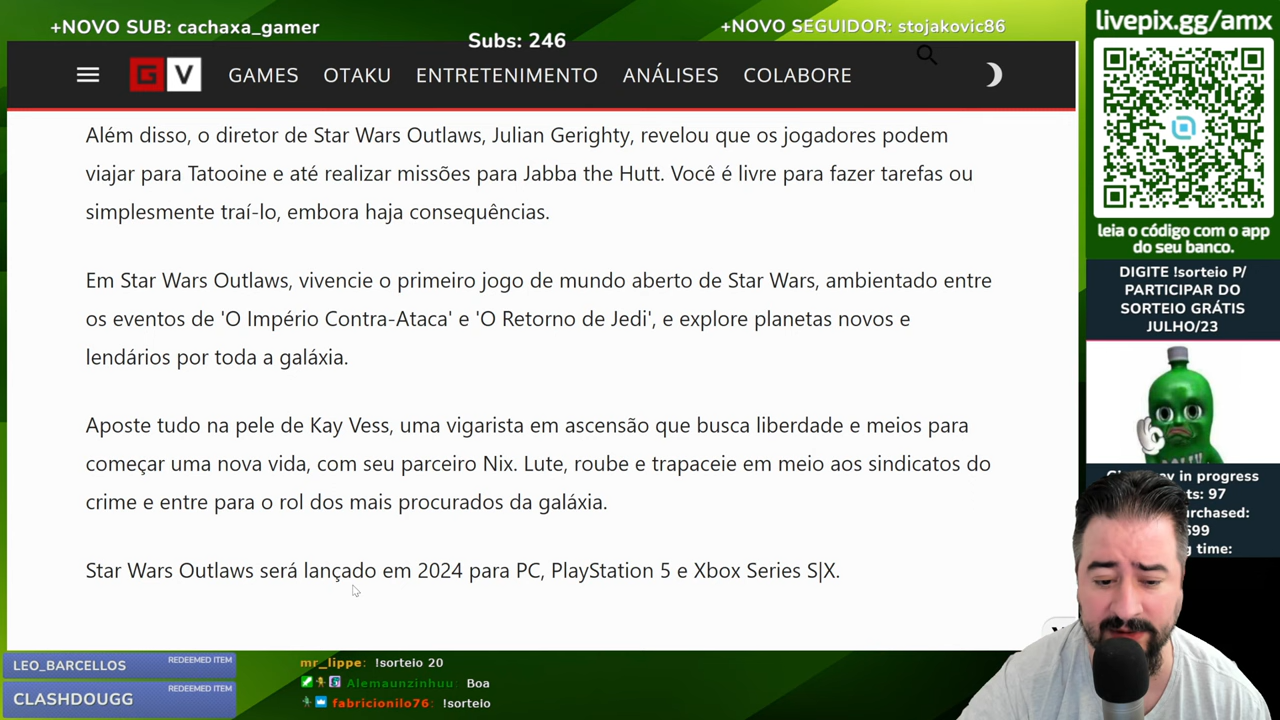 +NOVO SUB: cachaxa_gamer
Subs: 246
+NOVO SEGUIDOR: stojakovic86
livepix.gg/amx
G V GAMES OTAKU ENTRETENIMENTO ANÁLISES COLABORE
Além disso, o diretor de Star Wars Outlaws, Julian Gerighty, revelou que os jogadores podem
viajar para Tatooine e até realizar missões para Jabba the Hutt. Você é livre para fazer tarefas ou
simplesmente traí-lo, embora haja consequências.
Em Star Wars Outlaws, vivencie o primeiro jogo de mundo aberto de Star Wars, ambientado entre
os eventos de 'O Império Contra-Ataca' e 'O Retorno de Jedi', e explore planetas novos e
lendários por toda a galáxia.
Aposte tudo na pele de Kay Vess, uma vigarista em ascensão que busca liberdade e meios para
começar uma nova vida, com seu parceiro Nix. Lute, roube e trapaceie em meio aos sindicatos do
crime e entre para o rol dos mais procurados da galáxia.
Star Wars Outlaws será lançado em 2024 para PC, PlayStation 5 e Xbox Series S|X.
leia o código com o app
do seu banco.
DIGITE !sorteio P/
PARTICIPAR DO
SORTEIO GRÁTIS
JULHO/23
in progress
97
699
time:
LEO_BARCELLOS REDEEMED ITEM
CLASHDOUGG REDEEMED ITEM
mr_lippe: !sorteio 20
Alemaunzinhuu: Boa
fabricionilo76: !sorteio